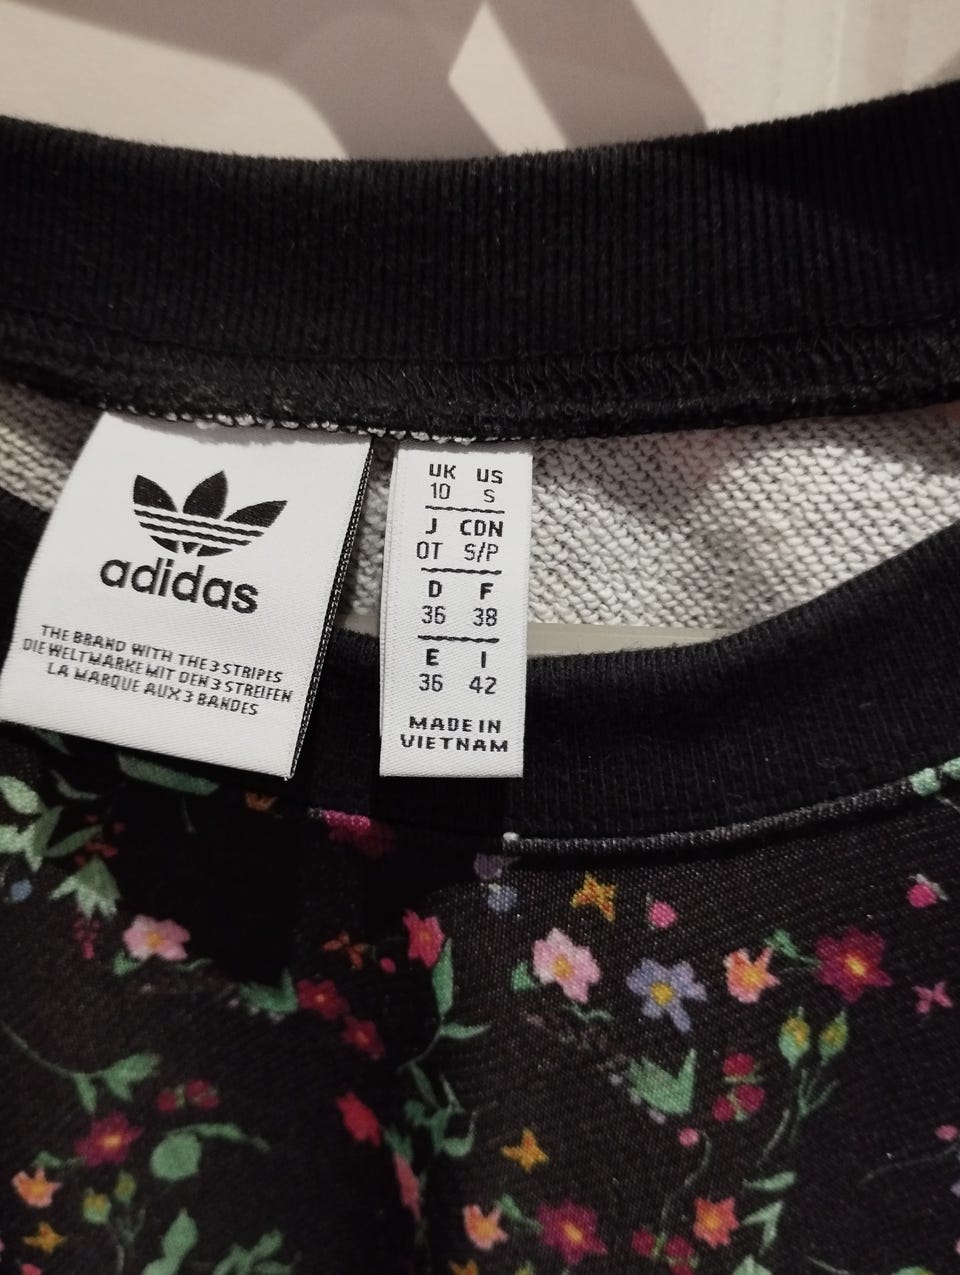 adidas
THE BRAND WITH THE 3 STRIPES
DIE WELTMARKE MIT DEN 3 STREIFEN
LA MARQUE AUX 3 BANDES
UK US
10 S
J CDN
OT S/P
D F
36 38
E I
36 42
MADE IN
VIETNAM